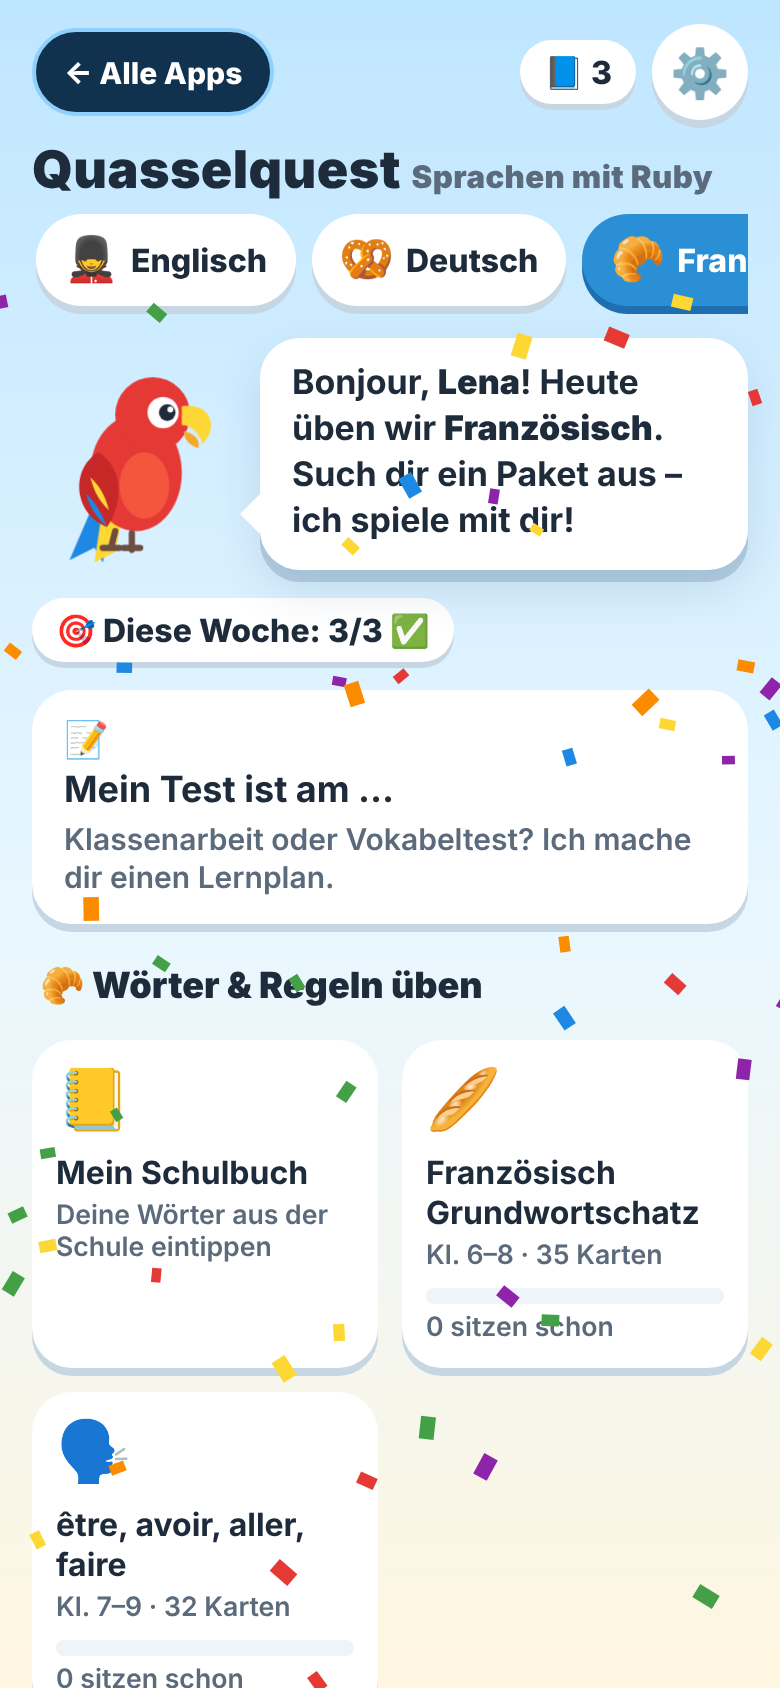 ← Alle Apps
📘 3
Quasselquest Sprachen mit Ruby
Englisch
Deutsch
Fran
Bonjour, Lena! Heute
üben wir Französisch.
Such dir ein Paket aus –
ich spiele mit dir!
🎯 Diese Woche: 3/3 ✅
Mein Test ist am ...
Klassenarbeit oder Vokabeltest? Ich mache
dir einen Lernplan.
🥐 Wörter & Regeln üben
Mein Schulbuch
Deine Wörter aus der
Schule eintippen
Französisch
Grundwortschatz
Kl. 6–8 · 35 Karten
0 sitzen schon
être, avoir, aller,
faire
Kl. 7–9 · 32 Karten
0 sitzen schon